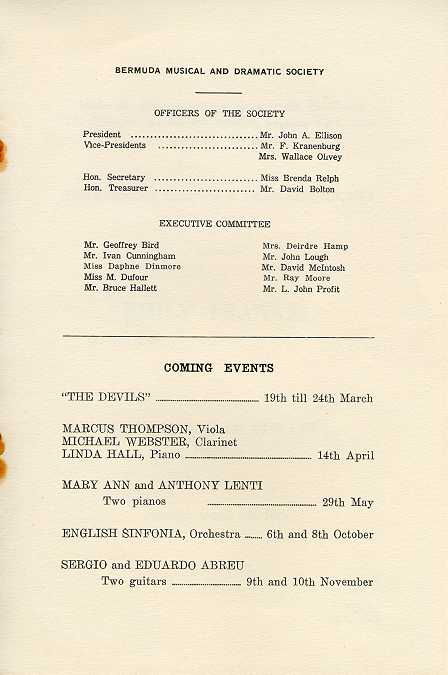 BERMUDA MUSICAL AND DRAMATIC SOCIETY
OFFICERS OF THE SOCIETY
President ................................ Mr. John A. Ellison
Vice-Presidents ......................... Mr. F. Kranenburg
Mrs. Wallace Olivey
Hon. Secretary .......................... Miss Brenda Relph
Hon. Treasurer .......................... Mr. David Bolton
EXECUTIVE COMMITTEE
Mr. Geoffrey Bird Mrs. Deirdre Hamp
Mr. Ivan Cunningham Mr. John Lough
Miss Daphne Dinmore Mr. David McIntosh
Miss M. Dufour Mr. Ray Moore
Mr. Bruce Hallett Mr. L. John Profit
COMING EVENTS
"THE DEVILS" ........................ 19th till 24th March
MARCUS THOMPSON, Viola
MICHAEL WEBSTER, Clarinet
LINDA HALL, Piano ........................ 14th April
MARY ANN and ANTHONY LENTI
Two pianos ........................ 29th May
ENGLISH SINFONIA, Orchestra ........ 6th and 8th October
SERGIO and EDUARDO ABREU
Two guitars ................ 9th and 10th November